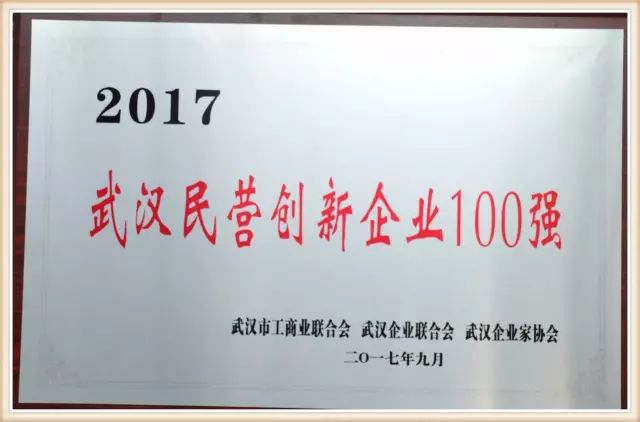 2017
武汉民营创新企业100强
武汉市工商业联合会 武汉企业联合会 武汉企业家协会
二〇一七年九月